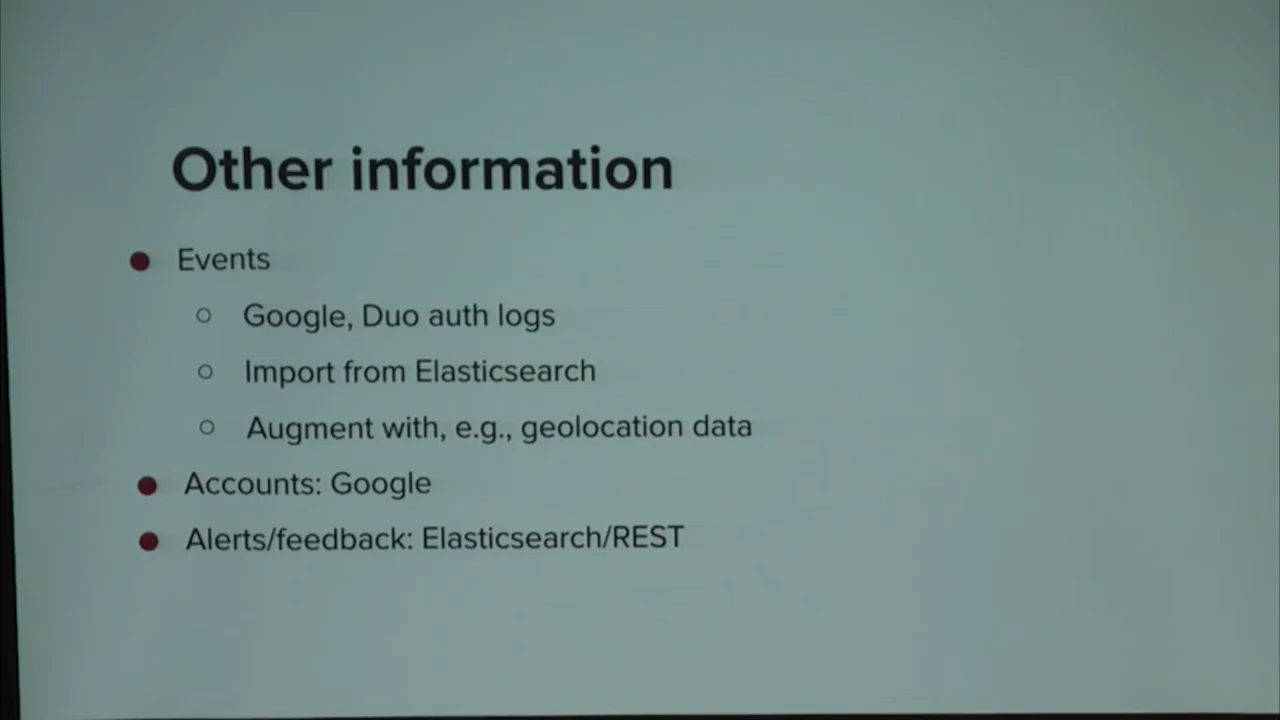 Other information
Events
Google, Duo auth logs
Import from Elasticsearch
Augment with, e.g., geolocation data
Accounts: Google
Alerts/feedback: Elasticsearch/REST